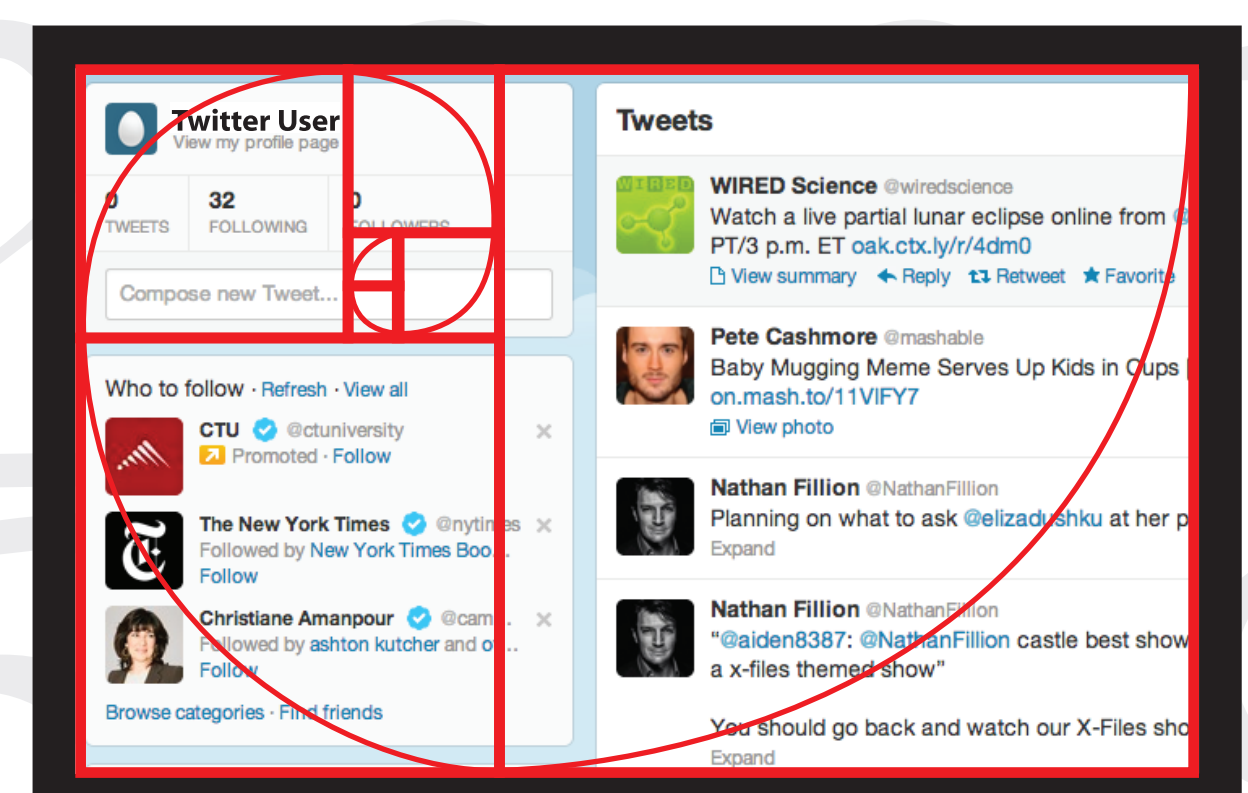 Twitter User
View my profile page
0
TWEETS
32
FOLLOWING
0
FOLLOWERS
Compose new Tweet...
Who to follow · Refresh · View all
CTU @ctuniversity
Promoted · Follow
The New York Times @nytimes
Followed by New York Times Boo...
Follow
Christiane Amanpour @cam...
Followed by ashton kutcher and o...
Follow
Browse categories · Find friends
Tweets
WIRED
WIRED Science @wiredscience
Watch a live partial lunar eclipse online from @
PT/3 p.m. ET oak.ctx.ly/r/4dm0
View summary Reply Retweet Favorite
Pete Cashmore @mashable
Baby Mugging Meme Serves Up Kids in Cups |
on.mash.to/11VIFY7
View photo
Nathan Fillion @NathanFillion
Planning on what to ask @elizadushku at her p
Expand
Nathan Fillion @NathanFillion
"@aiden8387: @NathanFillion castle best show
a x-files themed show"
You should go back and watch our X-Files sho
Expand